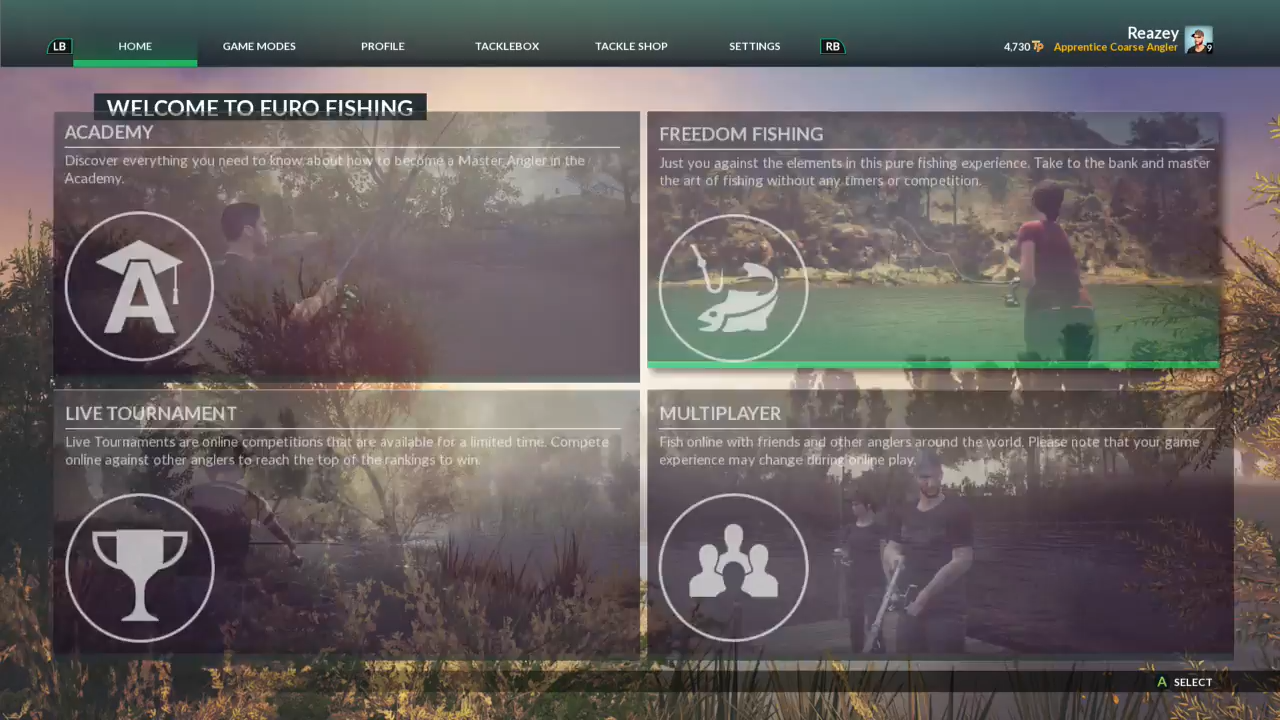 LB HOME GAME MODES PROFILE TACKLEBOX TACKLE SHOP SETTINGS RB
Reazey
4,730 TP Apprentice Coarse Angler 9
WELCOME TO EURO FISHING
ACADEMY
Discover everything you need to know about how to become a Master Angler in the
Academy.
A
FREEDOM FISHING
Just you against the elements in this pure fishing experience. Take to the bank and master
the art of fishing without any timers or competition.
LIVE TOURNAMENT
Live Tournaments are online competitions that are available for a limited time. Compete
online against other anglers to reach the top of the rankings to win.
MULTIPLAYER
Fish online with friends and other anglers around the world. Please note that your game
experience may change during online play.
A SELECT